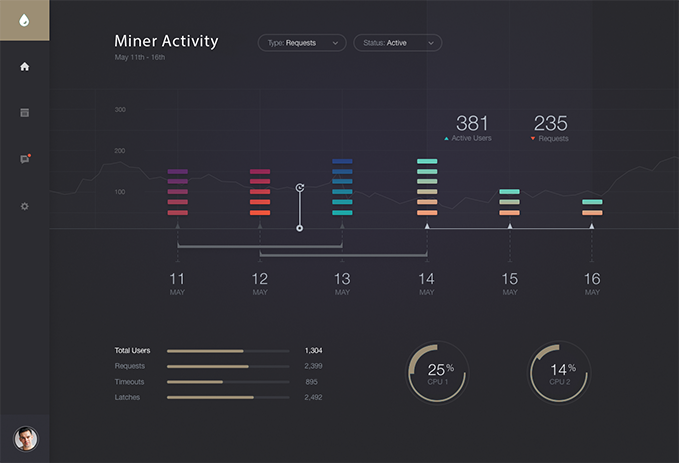 Miner Activity
Type: Requests
Status: Active
May 11th - 16th
300
200
100
381
Active Users
235
Requests
11
MAY
12
MAY
13
MAY
14
MAY
15
MAY
16
MAY
Total Users 1,304
Requests 2,399
Timeouts 895
Latches 2.492
25%
CPU 1
14%
CPU 2